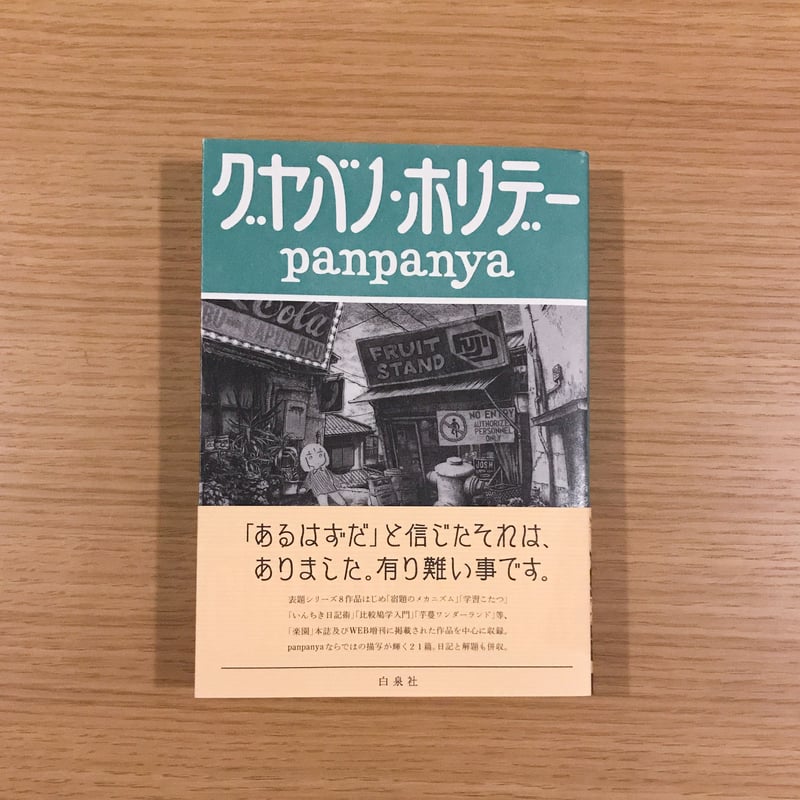 グヤバノ・ホリデー
panpanya
Cola
FRUIT
STAND
FUJI
NO ENTRY
AUTHORIZED
PERSONNEL
ONLY
JOSH
「あるはずだ」と信じたそれは、
ありました。有り難い事です。
表題シリーズ8作品はじめ「宿題のメカニズム」「学習こたつ」
「いんちき日記術」「比較鳩学入門」「芋蔓ワンダーランド」等、
「楽園」本誌及びWEB増刊に掲載された作品を中心に収録。
panpanyaならではの描写が輝く21篇。日記と解題も併収。
白泉社